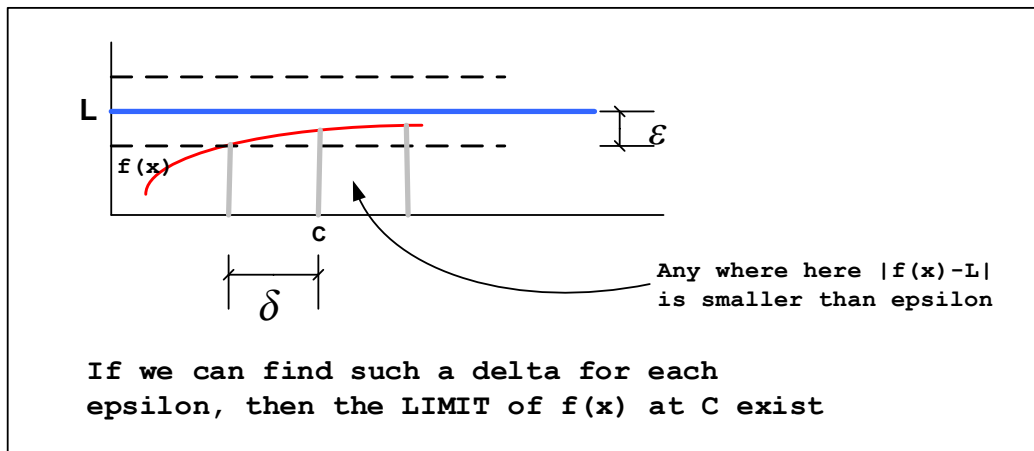 L
ε
f(x)
C
δ
Any where here |f(x)-L|
is smaller than epsilon
If we can find such a delta for each
epsilon, then the LIMIT of f(x) at C exist